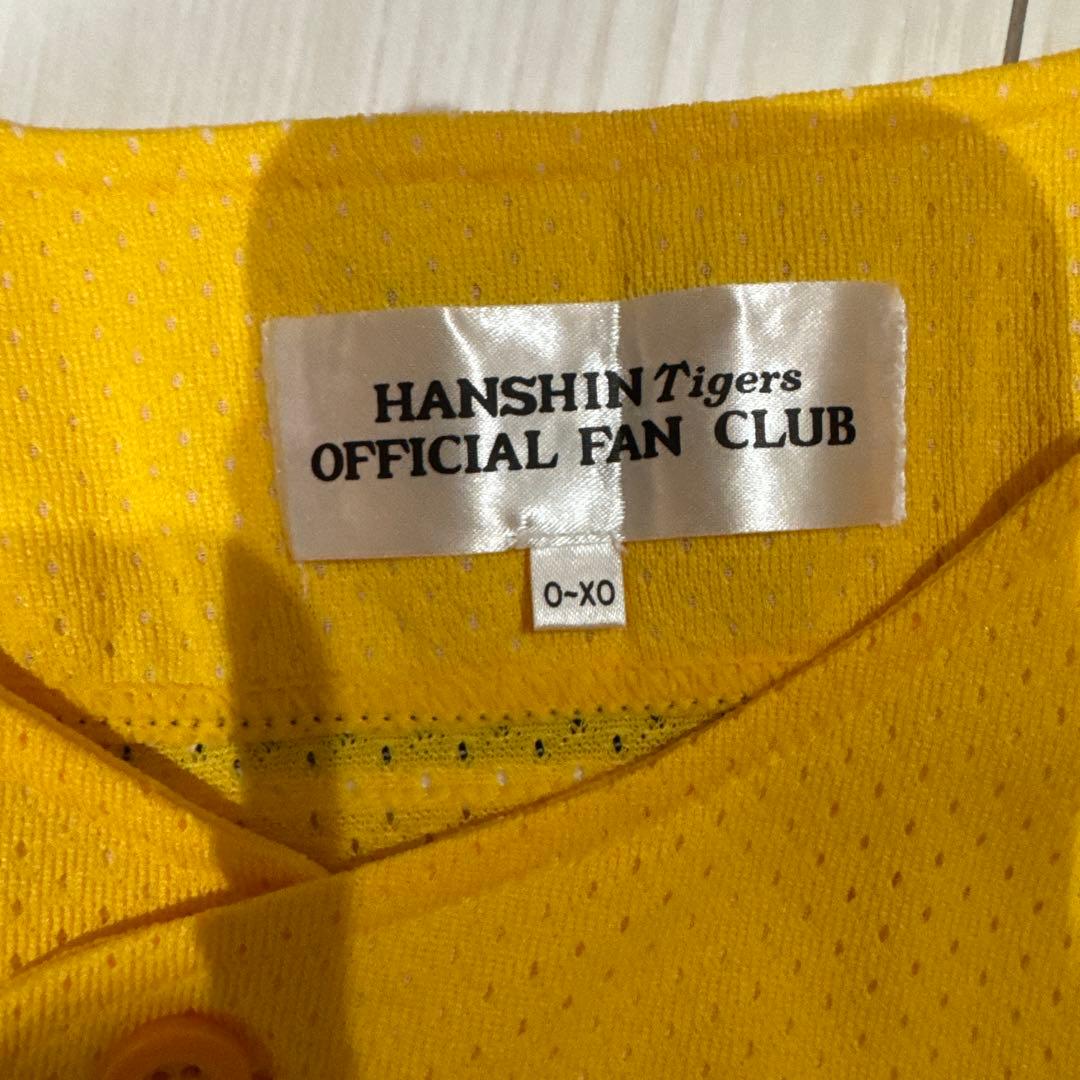 HANSHIN Tigers
OFFICIAL FAN CLUB
O~XO